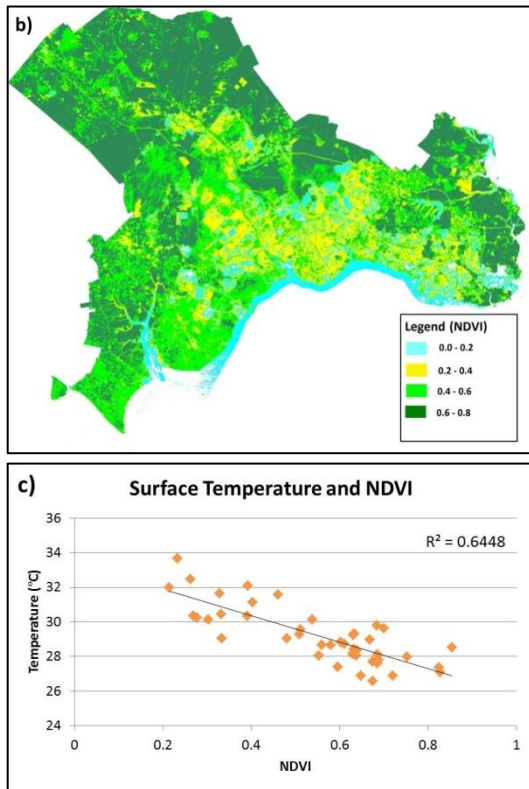 b)
Legend (NDVI)
0.0 - 0.2
0.2 - 0.4
0.4 - 0.6
0.6 - 0.8
c)
Surface Temperature and NDVI
R² = 0.6448
Temperature (°C)
36
34
32
30
28
26
24
0 0.2 0.4 0.6 0.8 1
NDVI